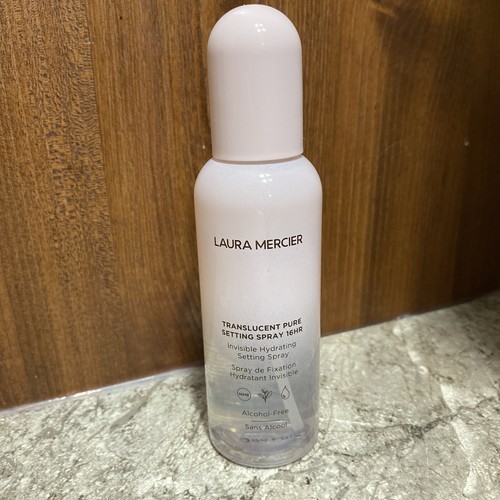 LAURA MERCIER
TRANSLUCENT PURE
SETTING SPRAY 16HR
Invisible Hydrating
Setting Spray
Spray de Fixation
Hydratant Invisible
Alcohol-Free
Sans Alcool